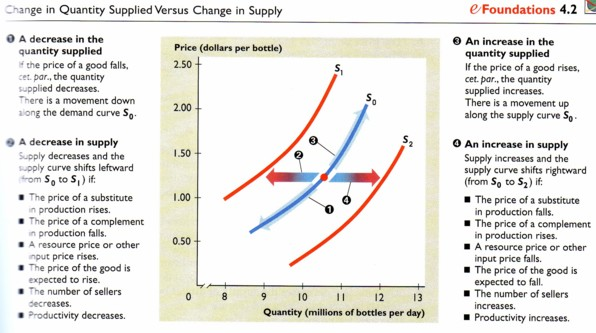 Change in Quantity Supplied Versus Change in Supply
eFoundations 4.2
❶ A decrease in the
quantity supplied
If the price of a good falls,
cet. par., the quantity
supplied decreases.
There is a movement down
along the demand curve S0.
❷ A decrease in supply
Supply decreases and the
supply curve shifts leftward
(from S0 to S1) if:
■ The price of a substitute
in production rises.
■ The price of a complement
in production falls.
■ A resource price or other
input price rises.
■ The price of the good is
expected to rise.
■ The number of sellers
decreases.
■ Productivity decreases.
Price (dollars per bottle)
2.50
2.00
1.50
1.00
0.50
0
8 9 10 11 12 13
Quantity (millions of bottles per day)
S1
S0
S2
❸
❷
❹
❶
❸ An increase in the
quantity supplied
If the price of a good rises,
cet. par., the quantity
supplied increases.
There is a movement up
along the supply curve S0.
❹ An increase in supply
Supply increases and the
supply curve shifts rightward
(from S0 to S2) if:
■ The price of a substitute
in production falls.
■ The price of a complement
in production rises.
■ A resource price or other
input price falls.
■ The price of the good is
expected to fall.
■ The number of sellers
increases.
■ Productivity increases.